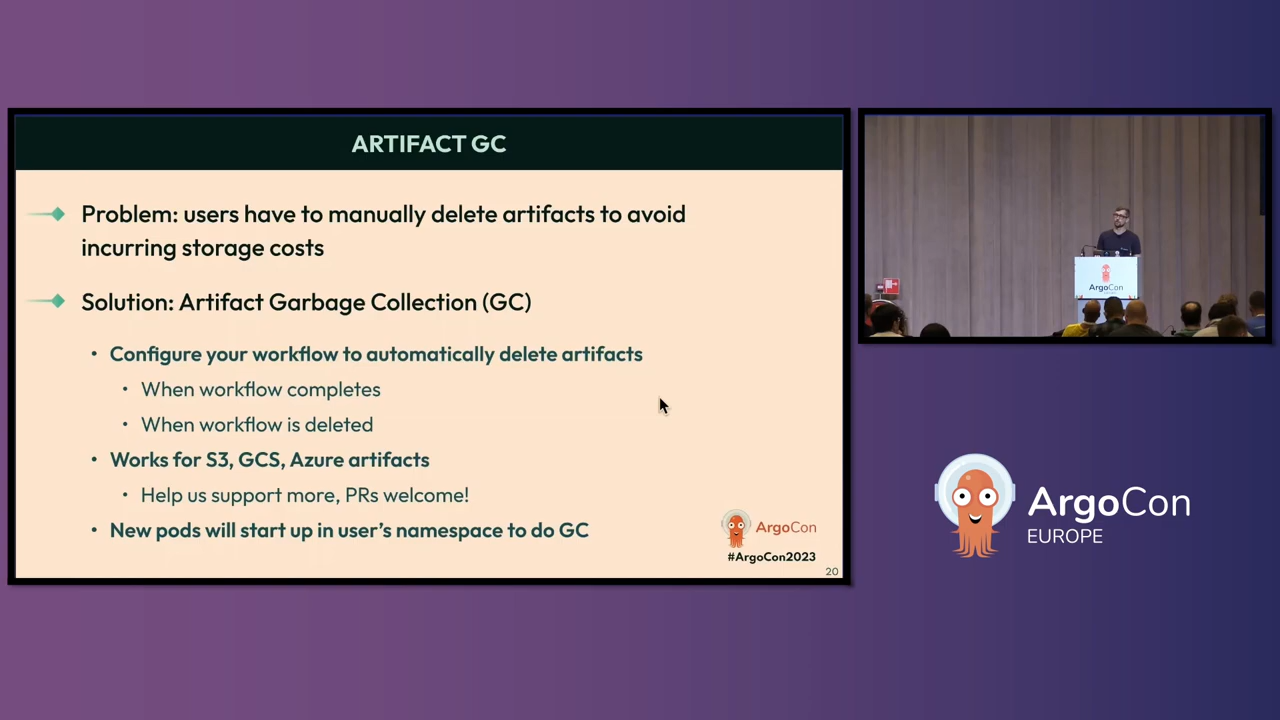 ARTIFACT GC
Problem: users have to manually delete artifacts to avoid
incurring storage costs
Solution: Artifact Garbage Collection (GC)
• Configure your workflow to automatically delete artifacts
• When workflow completes
• When workflow is deleted
• Works for S3, GCS, Azure artifacts
• Help us support more, PRs welcome!
• New pods will start up in user’s namespace to do GC
ArgoCon
#ArgoCon2023
20
ArgoCon
ArgoCon
EUROPE